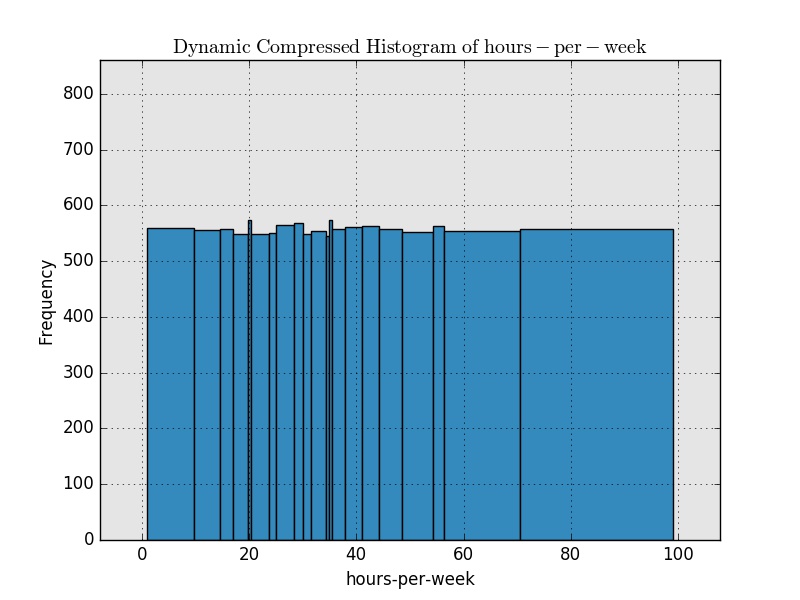 Dynamic Compressed Histogram of hours − per − week
800
700
600
500
400
300
200
100
0
Frequency
0 20 40 60 80 100
hours-per-week